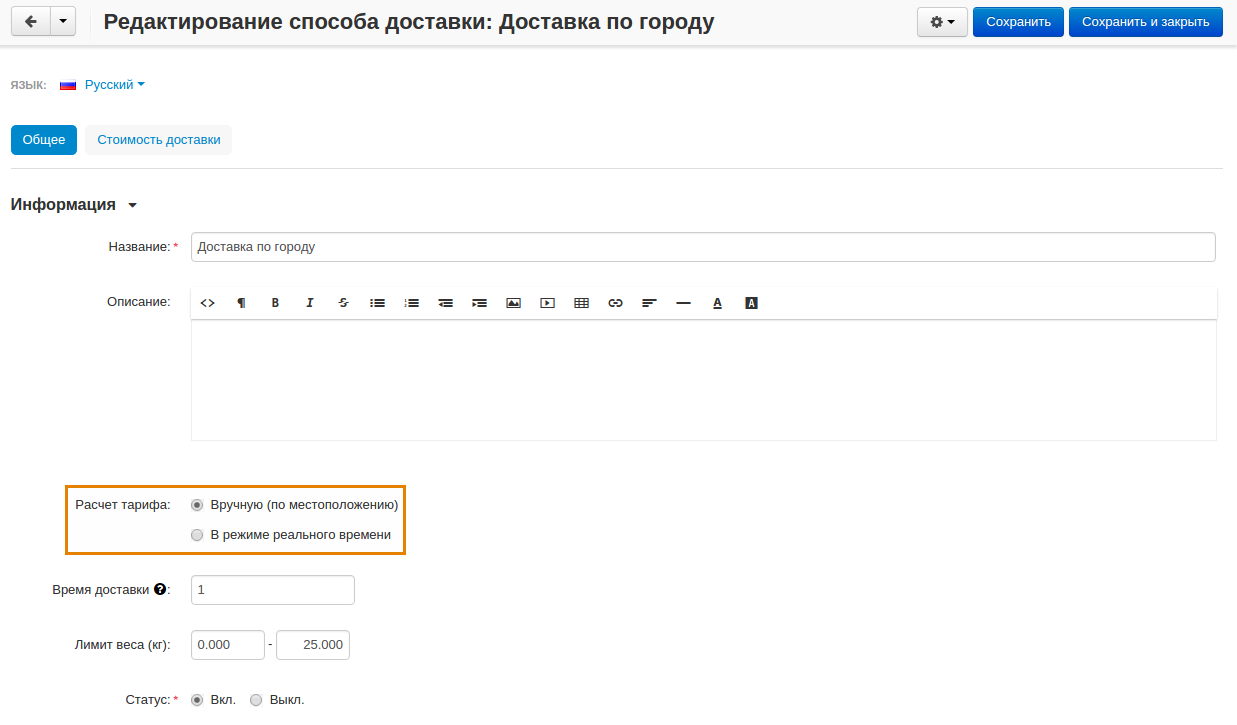 Редактирование способа доставки: Доставка по городу
Сохранить
Сохранить и закрыть
ЯЗЫК: Русский
Общее
Стоимость доставки
Информация
Название: *
Доставка по городу
Описание:
Расчет тарифа:
Вручную (по местоположению)
В режиме реального времени
Время доставки ?:
1
Лимит веса (кг):
0.000 - 25.000
Статус: *
Вкл.
Выкл.